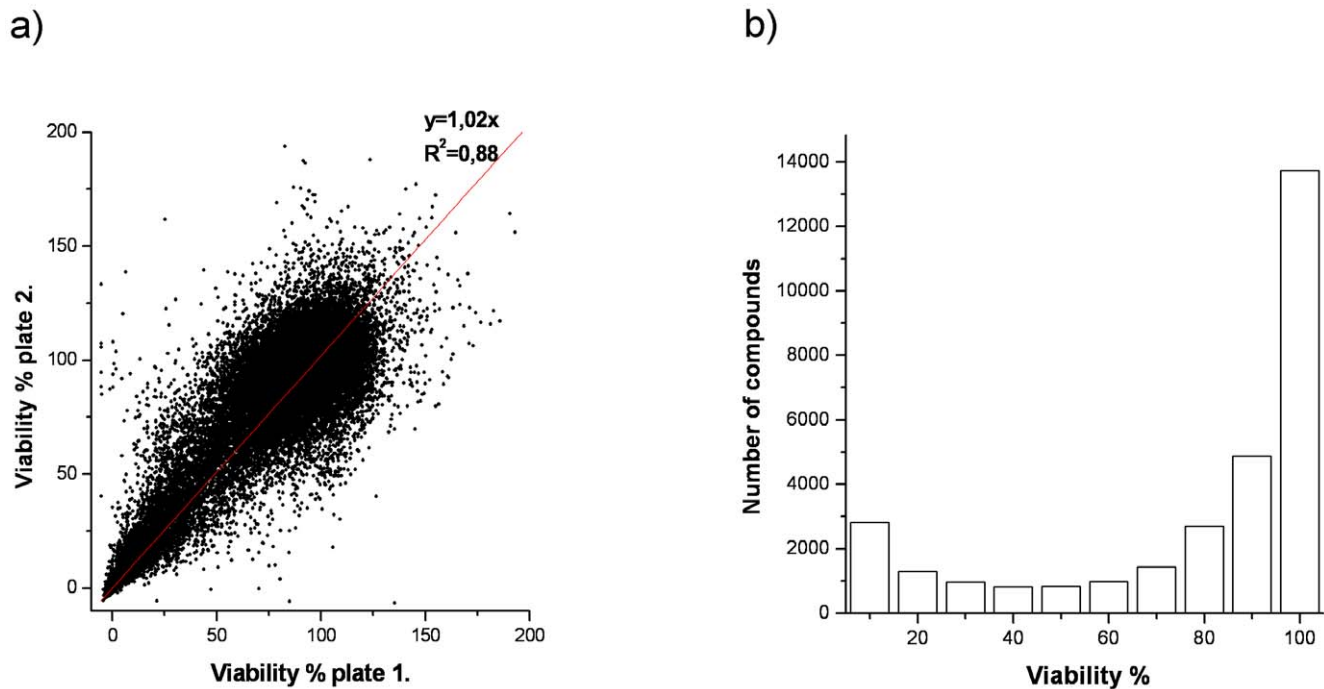 a)
y=1,02x
R²=0,88
200
150
100
50
0
Viability % plate 2.
0 50 100 150 200
Viability % plate 1.
b)
14000
12000
10000
8000
6000
4000
2000
0
Number of compounds
20 40 60 80 100
Viability %